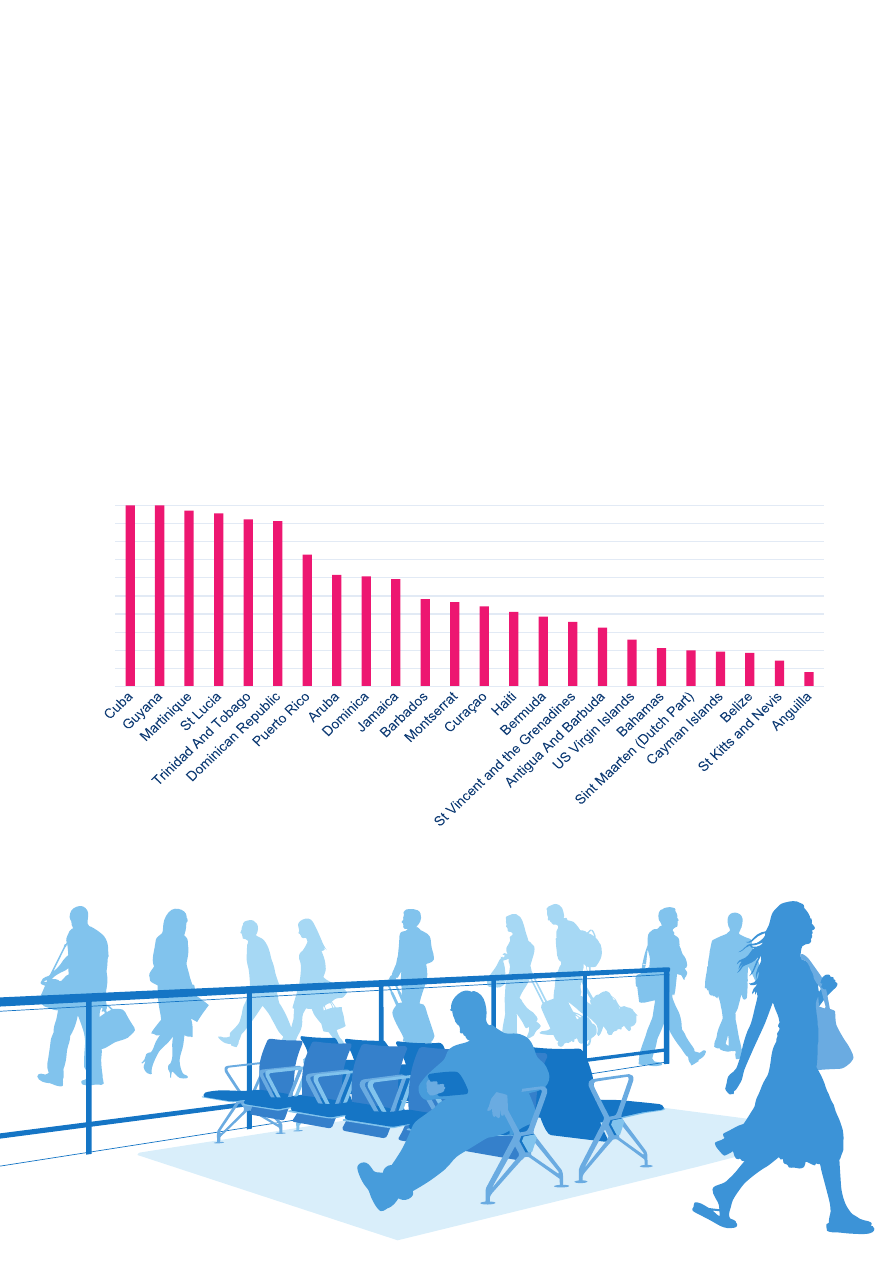 Cuba
Guyana
Martinique
St Lucia
Trinidad And Tobago
Dominican Republic
Puerto Rico
Aruba
Dominica
Jamaica
Barbados
Montserrat
Curaçao
Haiti
Bermuda
St Vincent and the Grenadines
Antigua And Barbuda
US Virgin Islands
Bahamas
Sint Maarten (Dutch Part)
Cayman Islands
Belize
St Kitts and Nevis
Anguilla